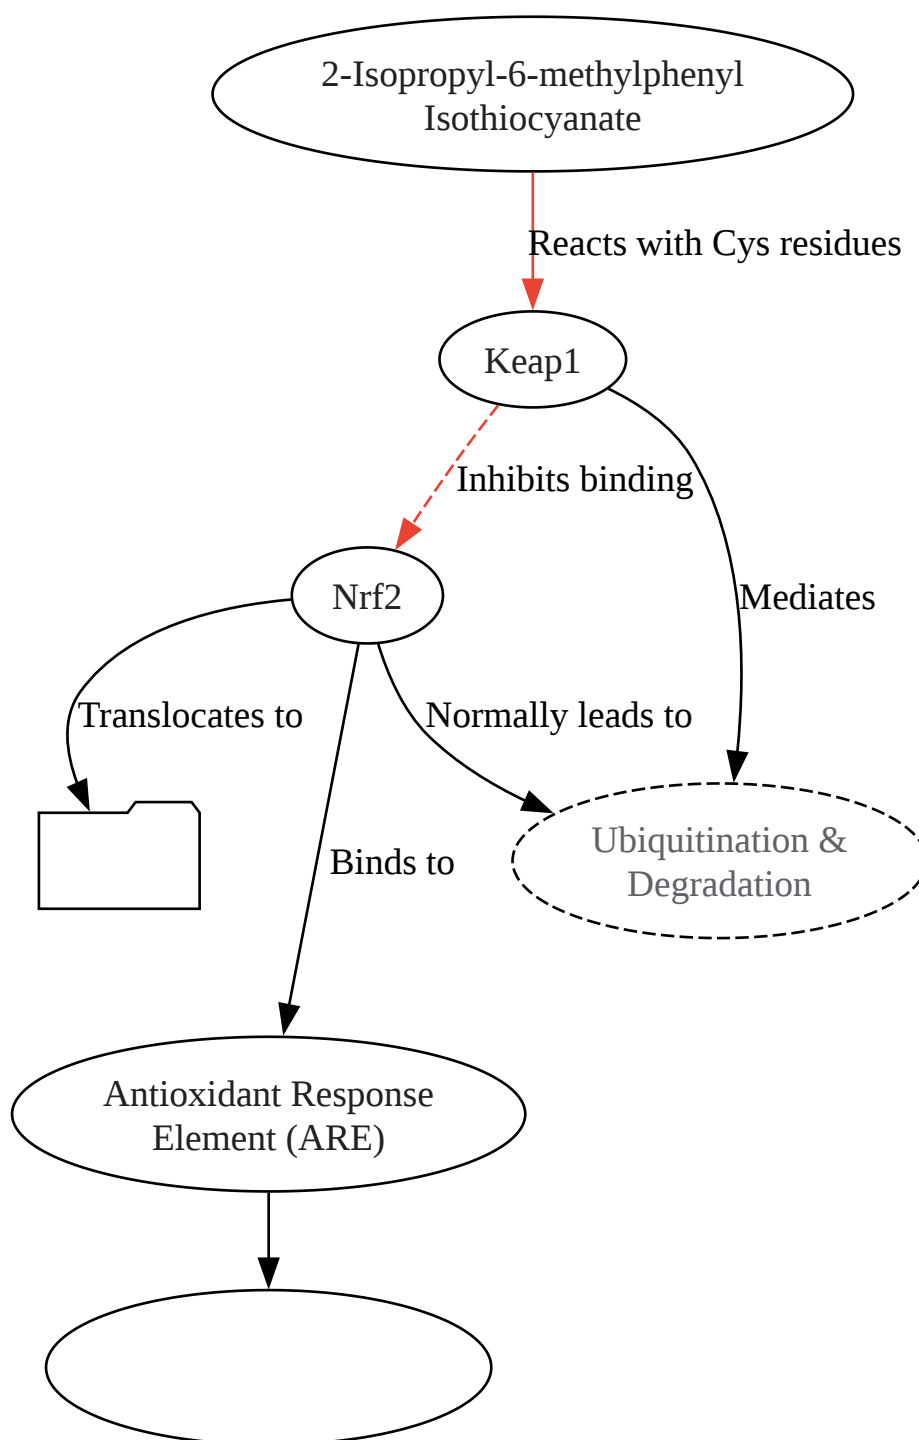 2-Isopropyl-6-methylphenyl
Isothiocyanate
Reacts with Cys residues
Keap1
Inhibits binding
Nrf2
Mediates
Translocates to
Normally leads to
Binds to
Ubiquitination &
Degradation
Antioxidant Response
Element (ARE)